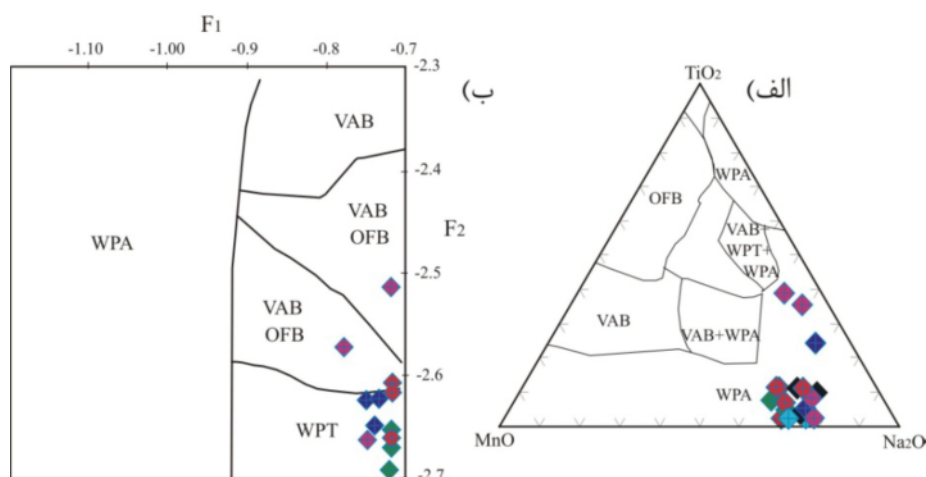 F1
-1.10 -1.00 -0.9 -0.8 -0.7
-2.3
-2.4
-2.5
-2.6
-2.7
F2
ب)
VAB
VAB
OFB
WPA
VAB
OFB
WPT
الف)
TiO2
WPA
OFB
VAB+
WPT+
WPA
VAB
VAB+WPA
WPA
MnO
Na2O